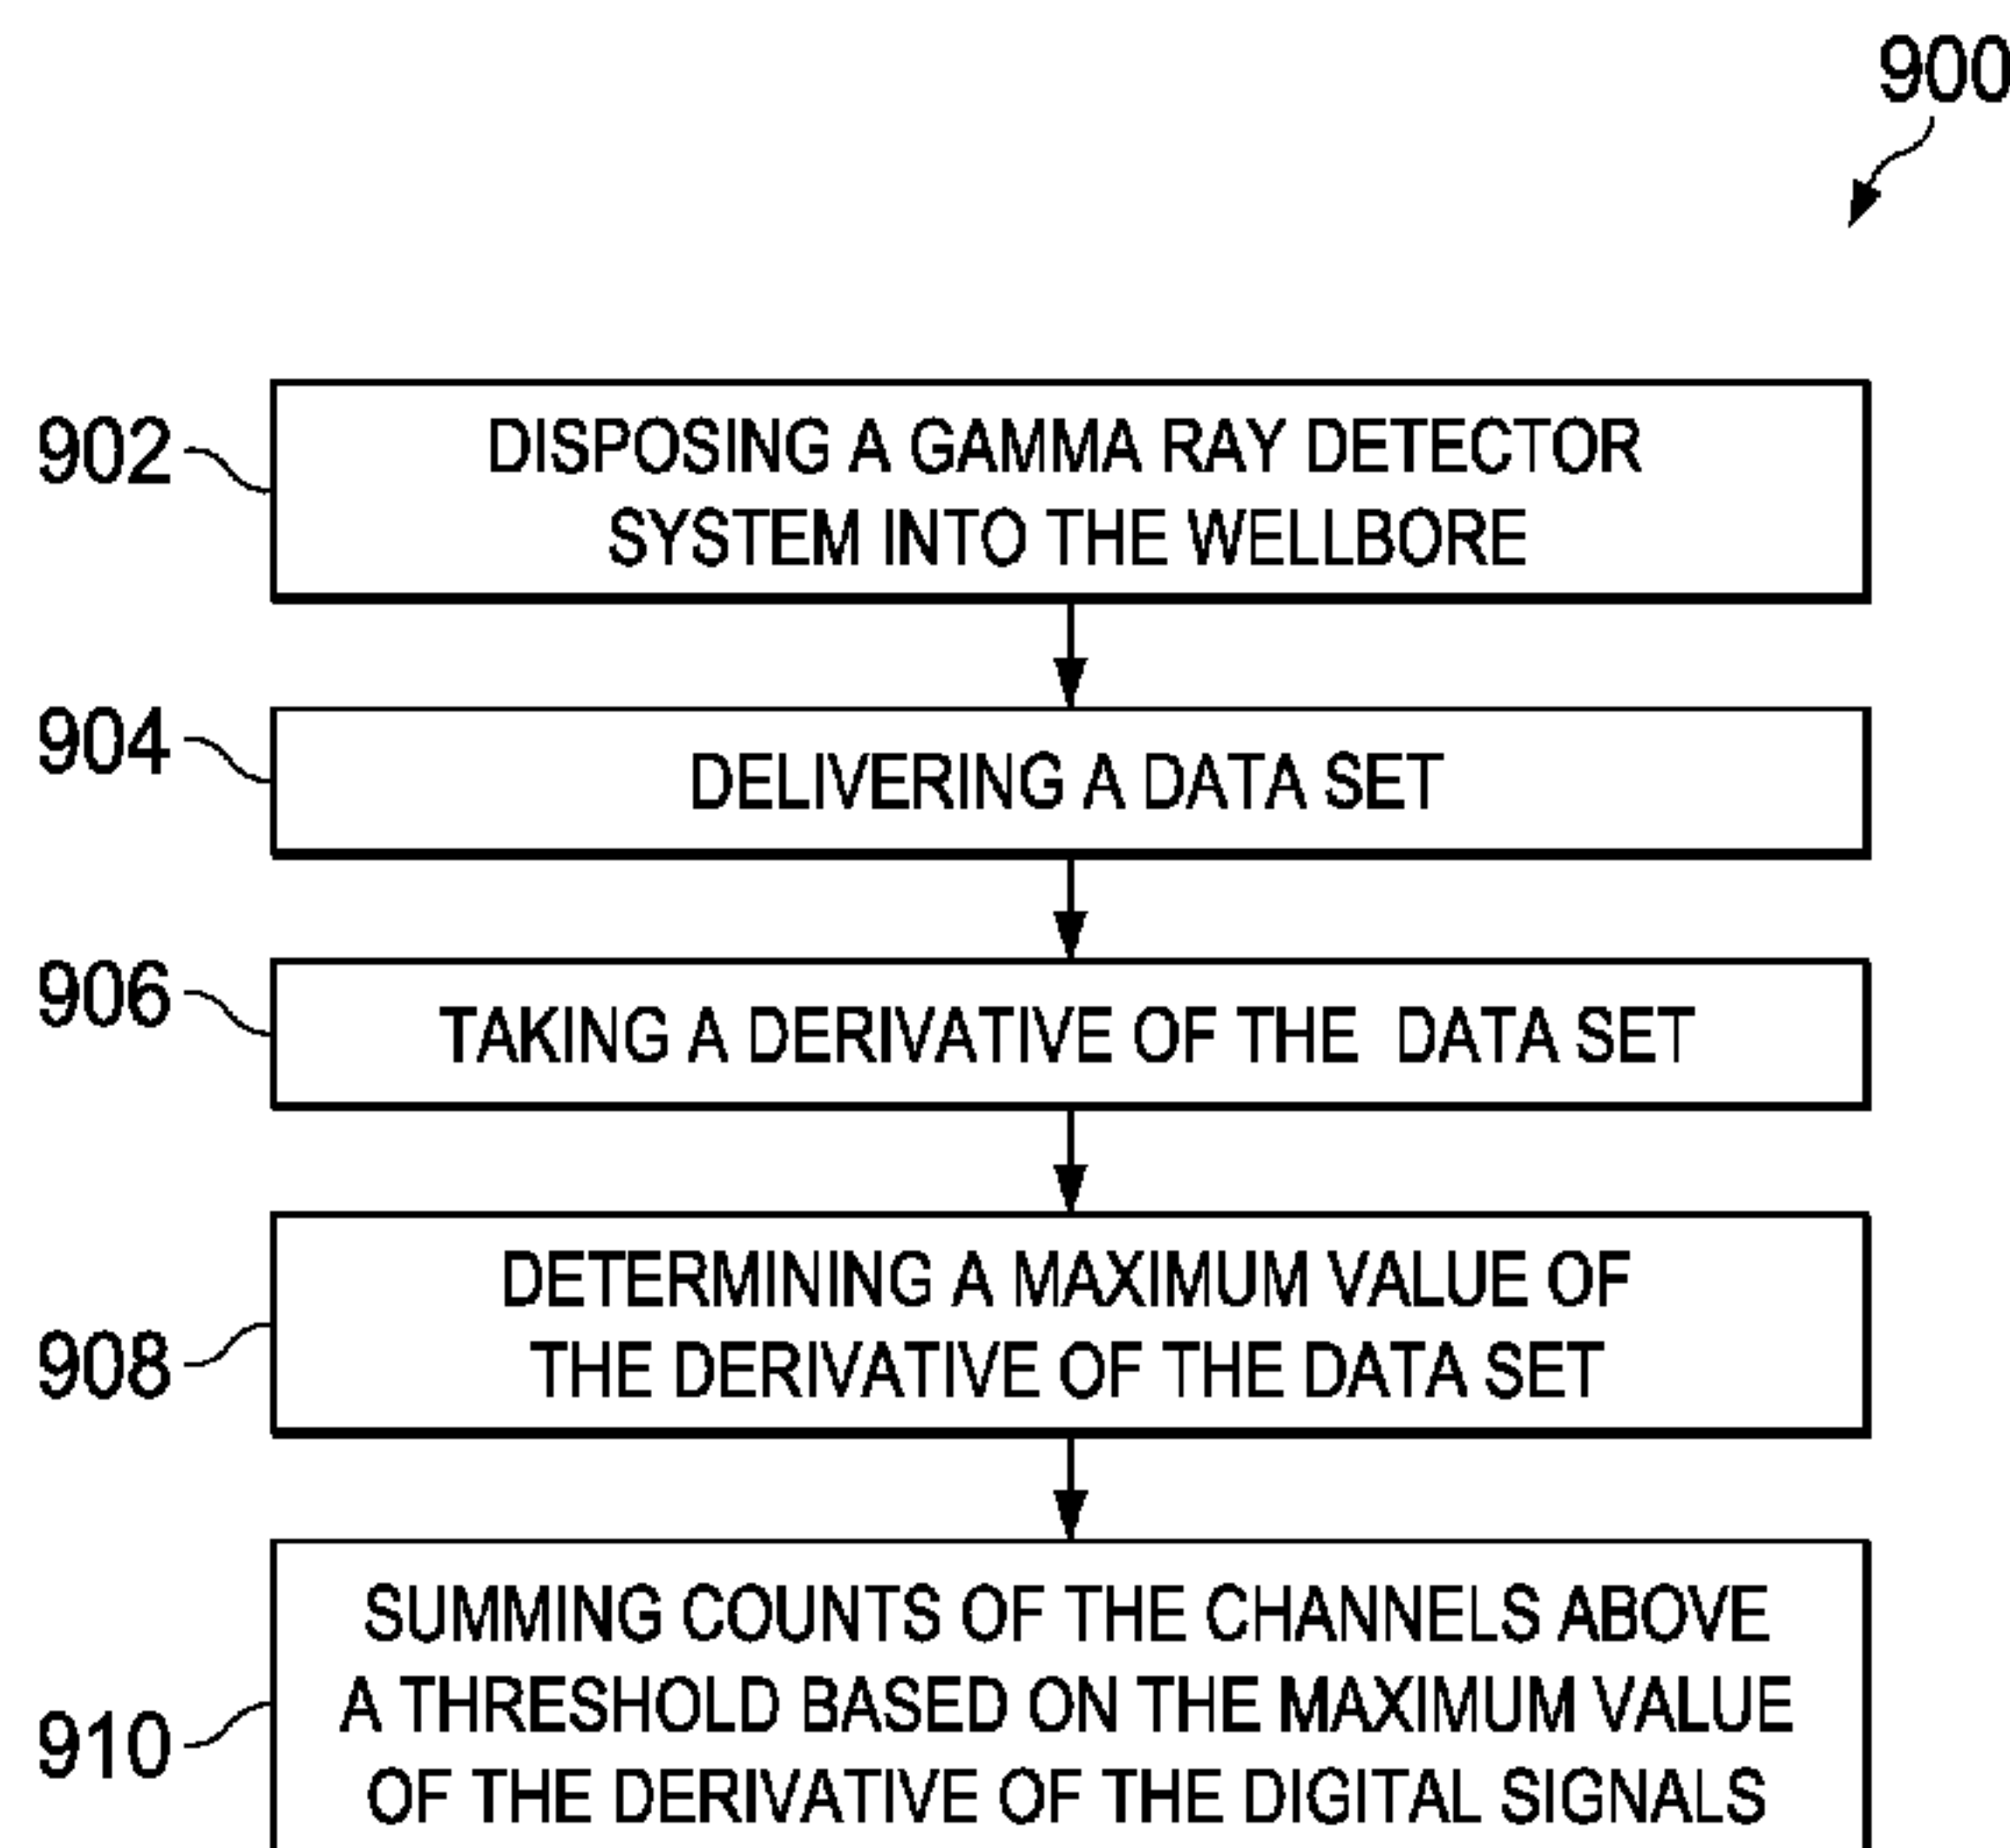 900
902
DISPOSING A GAMMA RAY DETECTOR
SYSTEM INTO THE WELLBORE
904
DELIVERING A DATA SET
906
TAKING A DERIVATIVE OF THE DATA SET
908
DETERMINING A MAXIMUM VALUE OF
THE DERIVATIVE OF THE DATA SET
910
SUMMING COUNTS OF THE CHANNELS ABOVE
A THRESHOLD BASED ON THE MAXIMUM VALUE
OF THE DERIVATIVE OF THE DIGITAL SIGNALS